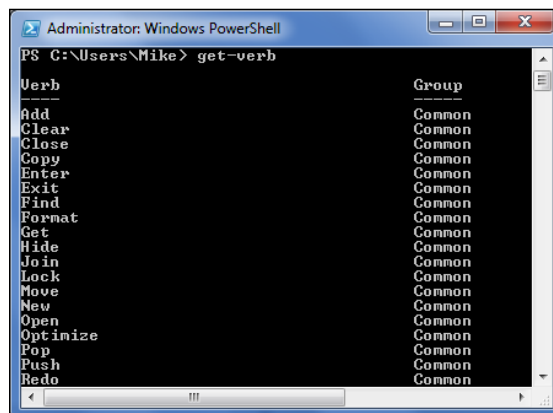 Administrator: Windows PowerShell
PS C:\Users\Mike> get-verb
Verb Group
---- -----
Add Common
Clear Common
Close Common
Copy Common
Enter Common
Exit Common
Find Common
Format Common
Get Common
Hide Common
Join Common
Lock Common
Move Common
New Common
Open Common
Optimize Common
Pop Common
Push Common
Redo Common